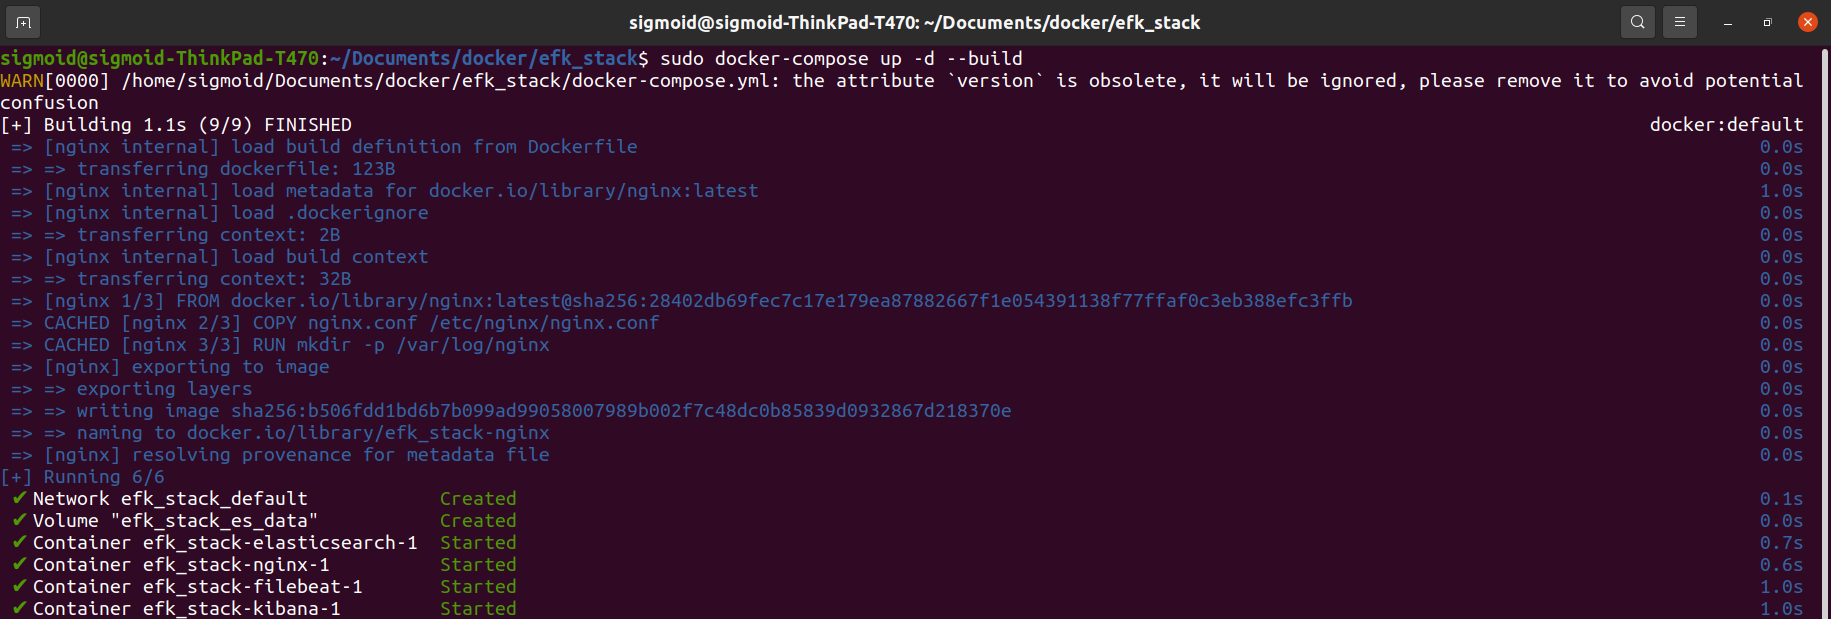 sigmoid@sigmoid-ThinkPad-T470: ~/Documents/docker/efk_stack
sigmoid@sigmoid-ThinkPad-T470:~/Documents/docker/efk_stack$ sudo docker-compose up -d --build
WARN[0000] /home/sigmoid/Documents/docker/efk_stack/docker-compose.yml: the attribute `version` is obsolete, it will be ignored, please remove it to avoid potential
confusion
[+] Building 1.1s (9/9) FINISHED docker:default
=> [nginx internal] load build definition from Dockerfile 0.0s
=> => transferring dockerfile: 123B 0.0s
=> [nginx internal] load metadata for docker.io/library/nginx:latest 1.0s
=> [nginx internal] load .dockerignore 0.0s
=> => transferring context: 2B 0.0s
=> [nginx internal] load build context 0.0s
=> => transferring context: 32B 0.0s
=> [nginx 1/3] FROM docker.io/library/nginx:latest@sha256:28402db69fec7c17e179ea87882667f1e054391138f77ffaf0c3eb388efc3ffb 0.0s
=> CACHED [nginx 2/3] COPY nginx.conf /etc/nginx/nginx.conf 0.0s
=> CACHED [nginx 3/3] RUN mkdir -p /var/log/nginx 0.0s
=> [nginx] exporting to image 0.0s
=> => exporting layers 0.0s
=> => writing image sha256:b506fdd1bd6b7b099ad99058007989b002f7c48dc0b85839d0932867d218370e 0.0s
=> => naming to docker.io/library/efk_stack-nginx 0.0s
=> [nginx] resolving provenance for metadata file 0.0s
[+] Running 6/6
✔ Network efk_stack_default Created 0.1s
✔ Volume "efk_stack_es_data" Created 0.0s
✔ Container efk_stack-elasticsearch-1 Started 0.7s
✔ Container efk_stack-nginx-1 Started 0.6s
✔ Container efk_stack-filebeat-1 Started 1.0s
✔ Container efk_stack-kibana-1 Started 1.0s